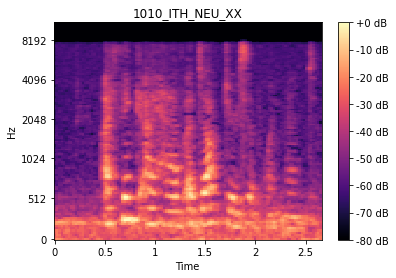 1010_ITH_NEU_XX
+0 dB
8192
-10 dB
4096
-20 dB
-30 dB
2048
Hz
-40 dB
1024
-50 dB
-60 dB
512
-70 dB
0
-80 dB
0 0.5 1 1.5 2 2.5
Time